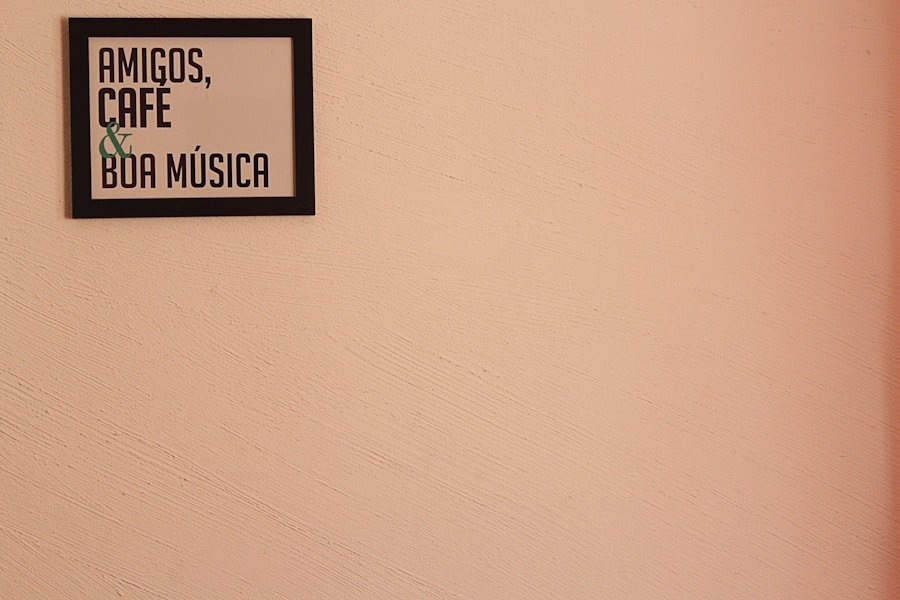 AMIGOS,
CAFÉ
&
BOA MÚSICA